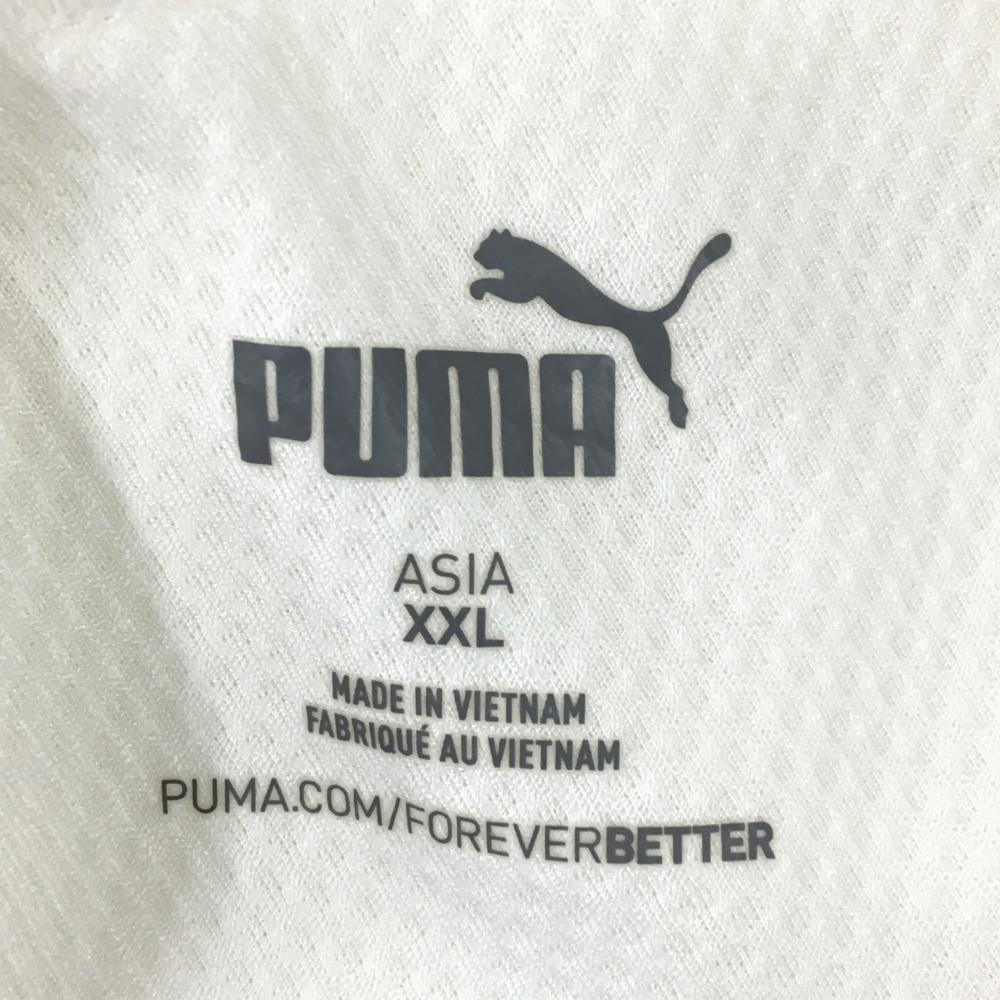 PUMA
ASIA
XXL
MADE IN VIETNAM
FABRIQUÉ AU VIETNAM
PUMA.COM/FOREVERBETTER